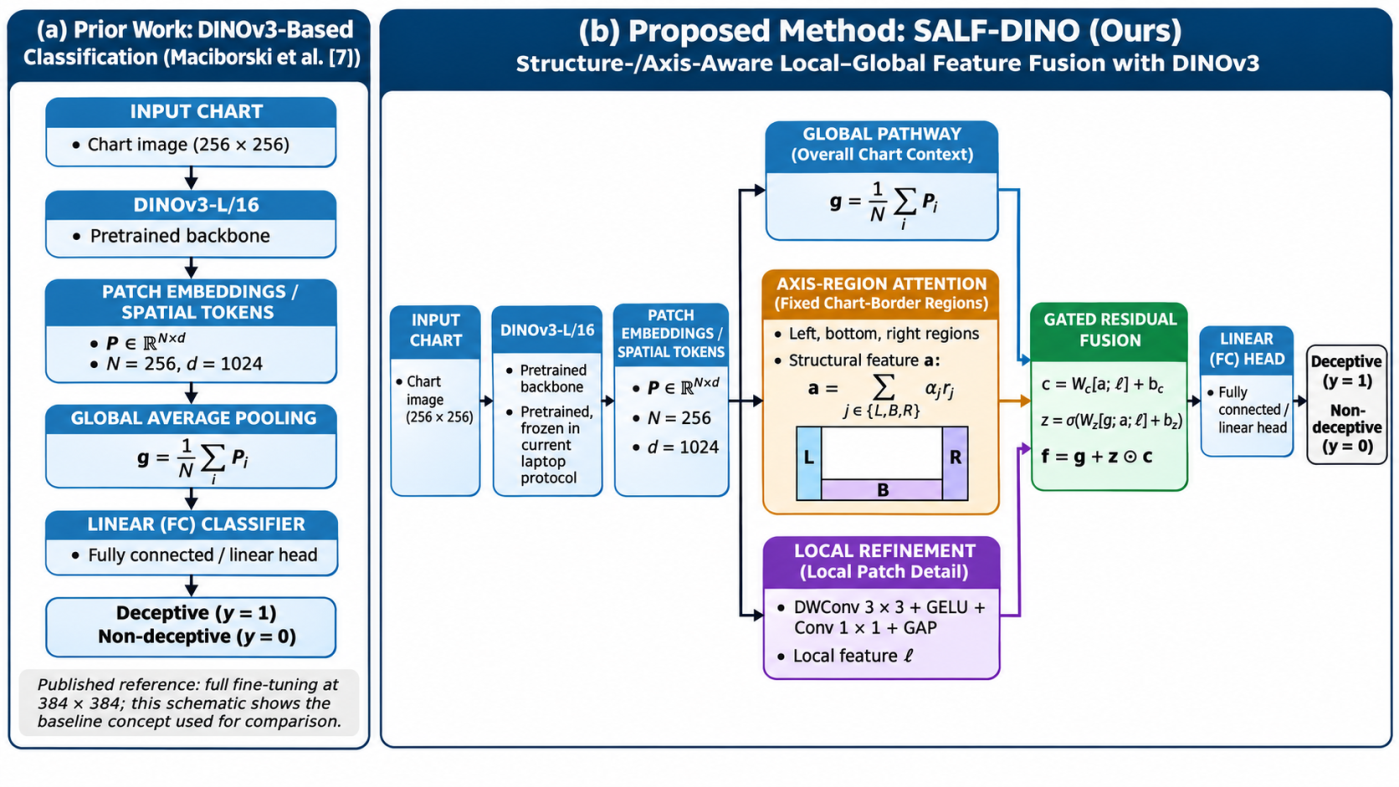 (a) Prior Work: DINOv3-Based
Classification (Maciborski et al. [7])
INPUT CHART
• Chart image (256 × 256)
DINOv3-L/16
• Pretrained backbone
PATCH EMBEDDINGS /
SPATIAL TOKENS
• P ∈ ℝ^{N×d}
• N = 256, d = 1024
GLOBAL AVERAGE POOLING
g = 1/N ∑_i P_i
LINEAR (FC) CLASSIFIER
• Fully connected / linear head
Deceptive (y = 1)
Non-deceptive (y = 0)
Published reference: full fine-tuning at
384 × 384; this schematic shows the
baseline concept used for comparison.
(b) Proposed Method: SALF-DINO (Ours)
Structure-/Axis-Aware Local–Global Feature Fusion with DINOv3
INPUT
CHART
• Chart
image
(256 × 256)
DINOv3-L/16
• Pretrained
backbone
• Pretrained,
frozen in
current
laptop
protocol
PATCH
EMBEDDINGS /
SPATIAL TOKENS
• P ∈ ℝ^{N×d}
• N = 256
• d = 1024
GLOBAL PATHWAY
(Overall Chart Context)
g = 1/N ∑_i P_i
AXIS-REGION ATTENTION
(Fixed Chart-Border Regions)
• Left, bottom, right regions
• Structural feature a:
a = ∑_{j ∈ {L,B,R}} α_j r_j
L
B
R
LOCAL REFINEMENT
(Local Patch Detail)
• DWConv 3 × 3 + GELU +
Conv 1 × 1 + GAP
• Local feature ℓ
GATED RESIDUAL
FUSION
c = W_c[a; ℓ] + b_c
z = σ(W_z[g; a; ℓ] + b_z)
f = g + z ⊙ c
LINEAR
(FC) HEAD
• Fully
connected /
linear head
Deceptive
(y = 1)
Non-
deceptive
(y = 0)